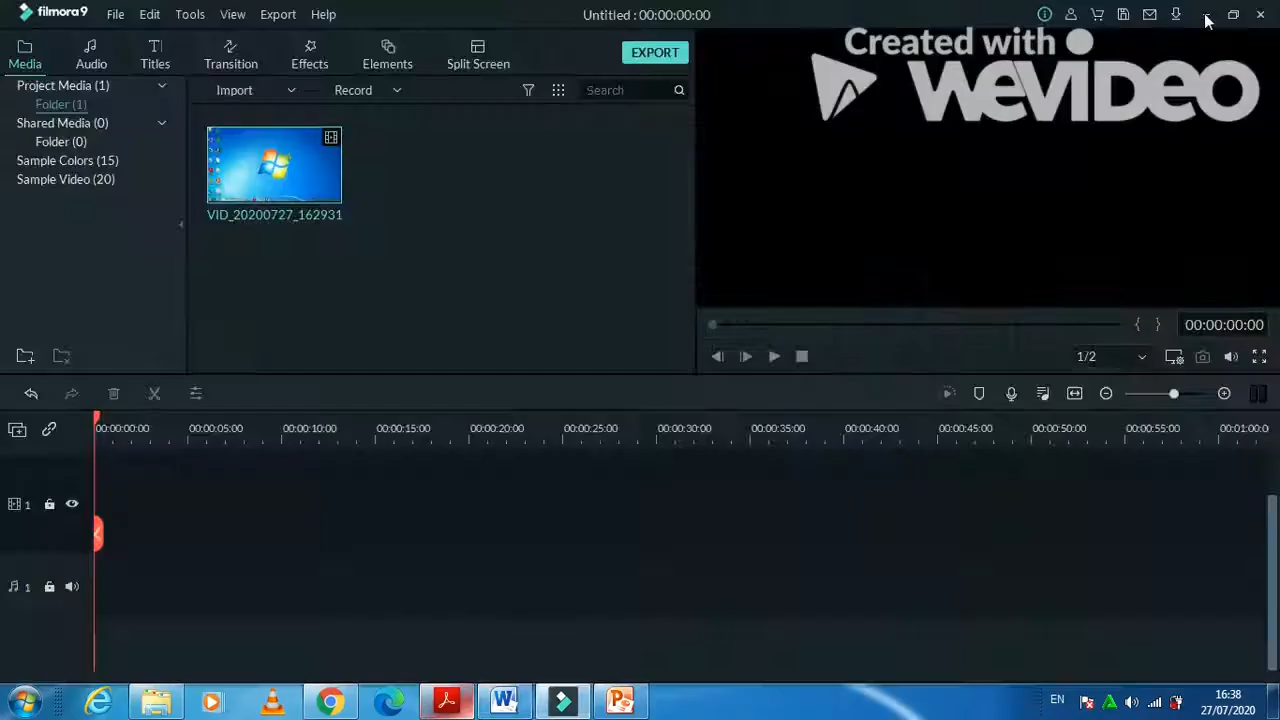 filmora9 File Edit Tools View Export Help Untitled : 00:00:00:00
Media Audio Titles Transition Effects Elements Split Screen EXPORT
Created with
WEVIDEO
Project Media (1)
Folder (1)
Shared Media (0)
Folder (0)
Sample Colors (15)
Sample Video (20)
Import Record Search
VID_20200727_162931
{ } 00:00:00:00
1/2
00:00:00:00 00:00:05:00 00:00:10:00 00:00:15:00 00:00:20:00 00:00:25:00 00:00:30:00 00:00:35:00 00:00:40:00 00:00:45:00 00:00:50:00 00:00:55:00 00:01:00:0
1
1
EN 16:38
27/07/2020